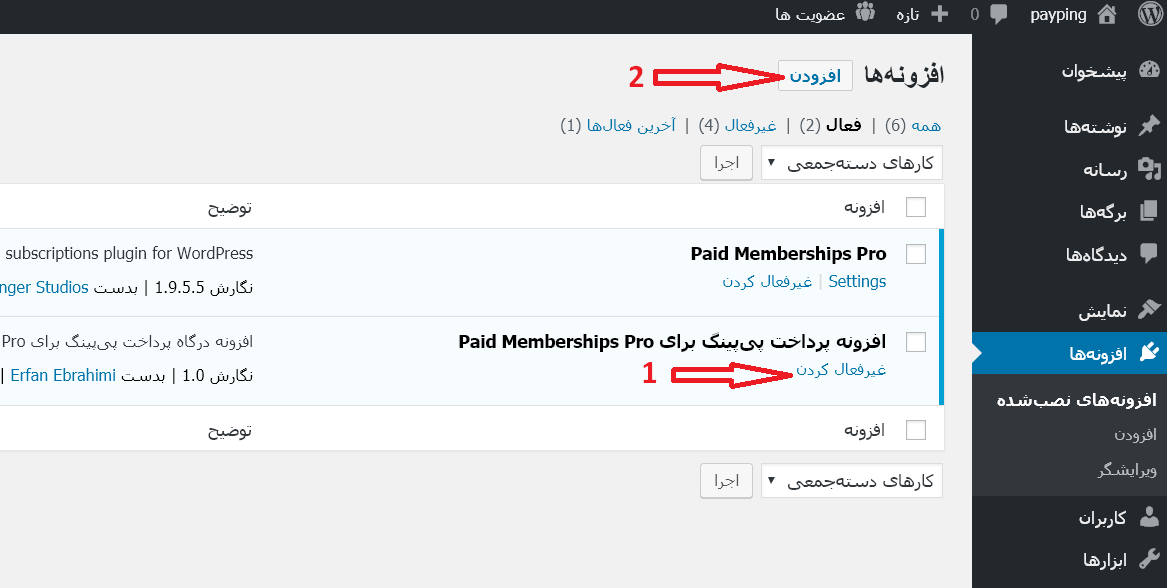 payping
0
تازه
عضویت ها
پیشخوان
نوشته‌ها
رسانه
برگه‌ها
دیدگاه‌ها
نمایش
افزونه‌ها
افزونه‌های نصب‌شده
افزودن
ویرایشگر
کاربران
ابزارها
افزونه‌ها افزودن 2
همه (6) | فعال (2) | غیرفعال (4) | آخرین فعال‌ها (1)
کارهای دسته‌جمعی اجرا
افزونه توضیح
Paid Memberships Pro
Settings | غیرفعال کردن
subscriptions plugin for WordPress
نگارش 1.9.5.5 | بدست nger Studios
افزونه پرداخت پی‌پینگ برای Paid Memberships Pro
غیرفعال کردن 1
افزونه درگاه پرداخت پی‌پینگ برای Pro
نگارش 1.0 | بدست Erfan Ebrahimi |
افزونه توضیح
کارهای دسته‌جمعی اجرا